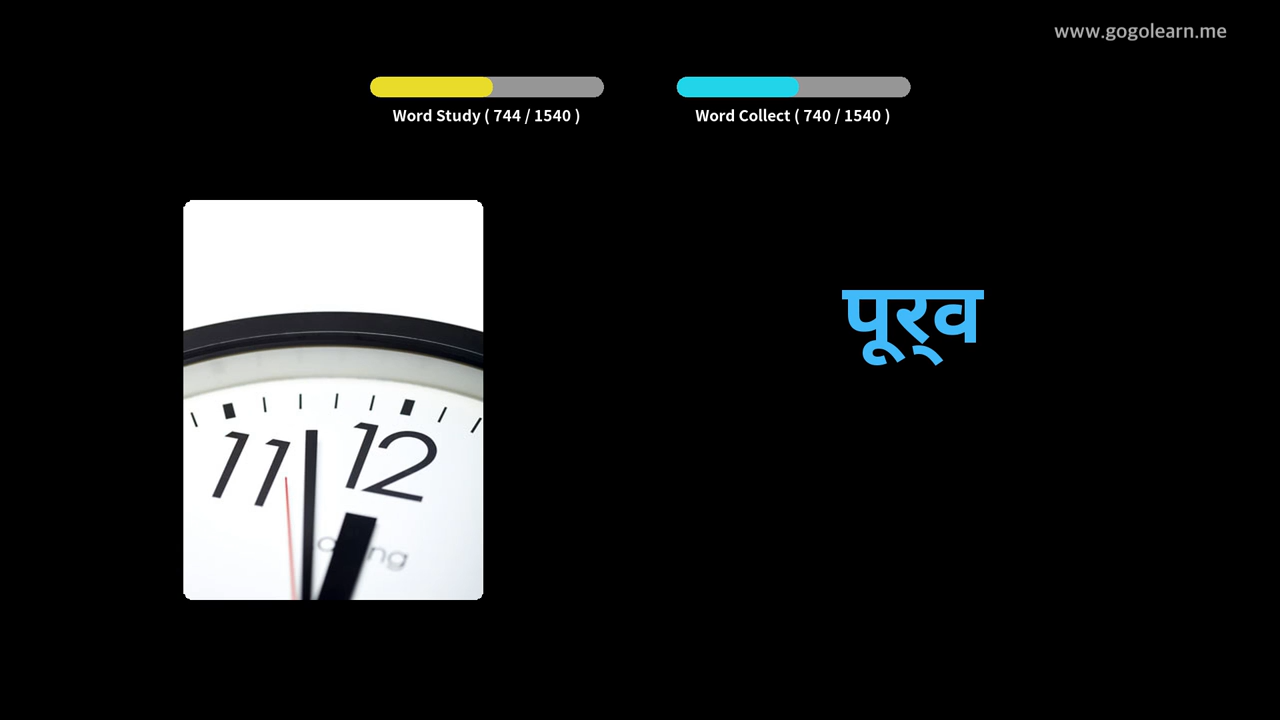 www.gogolearn.me
Word Study ( 744 / 1540 )
Word Collect ( 740 / 1540 )
पूर्‌व
11 12